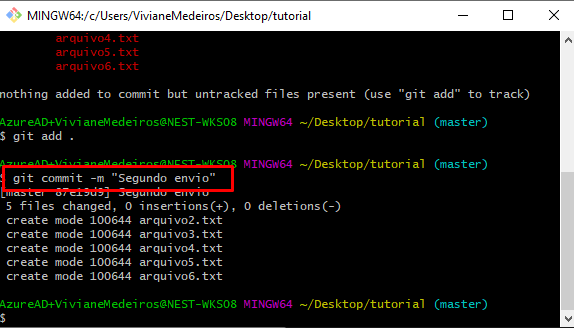 MINGW64:/c/Users/VivianeMedeiros/Desktop/tutorial
arquivo4.txt
arquivo5.txt
arquivo6.txt
nothing added to commit but untracked files present (use "git add" to track)
AzureAD+VivianeMedeiros@NEST-WKS08 MINGW64 ~/Desktop/tutorial (master)
$ git add .
AzureAD+VivianeMedeiros@NEST-WKS08 MINGW64 ~/Desktop/tutorial (master)
$ git commit -m "Segundo envio"
[master 87e19d9] Segundo envio
5 files changed, 0 insertions(+), 0 deletions(-)
create mode 100644 arquivo2.txt
create mode 100644 arquivo3.txt
create mode 100644 arquivo4.txt
create mode 100644 arquivo5.txt
create mode 100644 arquivo6.txt
AzureAD+VivianeMedeiros@NEST-WKS08 MINGW64 ~/Desktop/tutorial (master)
$